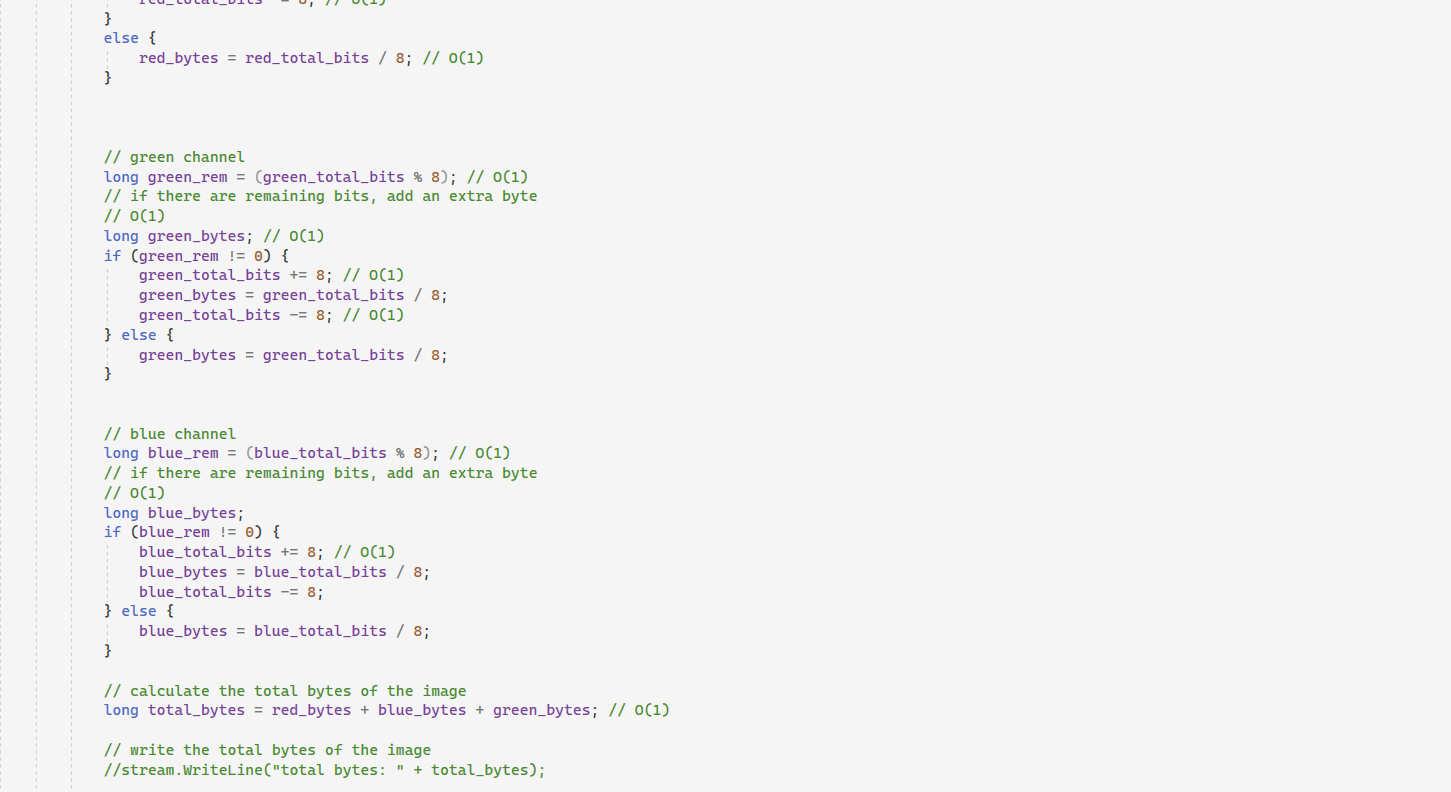 red_total_bits -= 8; // O(1)
}
else {
red_bytes = red_total_bits / 8; // O(1)
}
// green channel
long green_rem = (green_total_bits % 8); // O(1)
// if there are remaining bits, add an extra byte
// O(1)
long green_bytes; // O(1)
if (green_rem != 0) {
green_total_bits += 8; // O(1)
green_bytes = green_total_bits / 8;
green_total_bits -= 8; // O(1)
} else {
green_bytes = green_total_bits / 8;
}
// blue channel
long blue_rem = (blue_total_bits % 8); // O(1)
// if there are remaining bits, add an extra byte
// O(1)
long blue_bytes;
if (blue_rem != 0) {
blue_total_bits += 8; // O(1)
blue_bytes = blue_total_bits / 8;
blue_total_bits -= 8;
} else {
blue_bytes = blue_total_bits / 8;
}
// calculate the total bytes of the image
long total_bytes = red_bytes + blue_bytes + green_bytes; // O(1)
// write the total bytes of the image
//stream.WriteLine("total bytes: " + total_bytes);